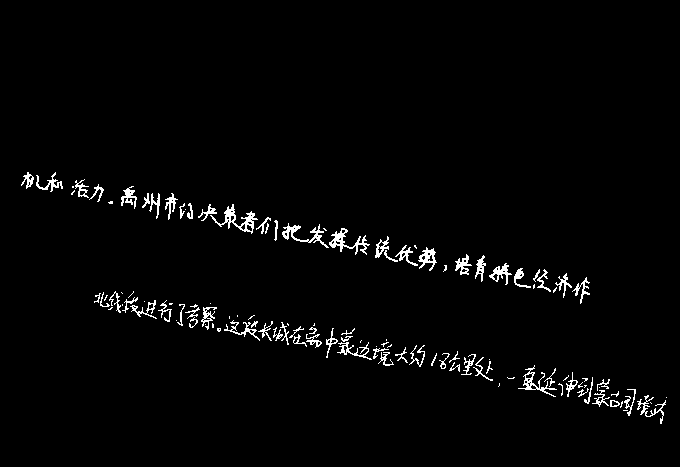 机和活力。禹州市的决策者们把发挥传统优势，培育特色经济作
北线段进行了考察。这段长城在离中蒙边境大约18公里处，一直延伸到蒙古国境内